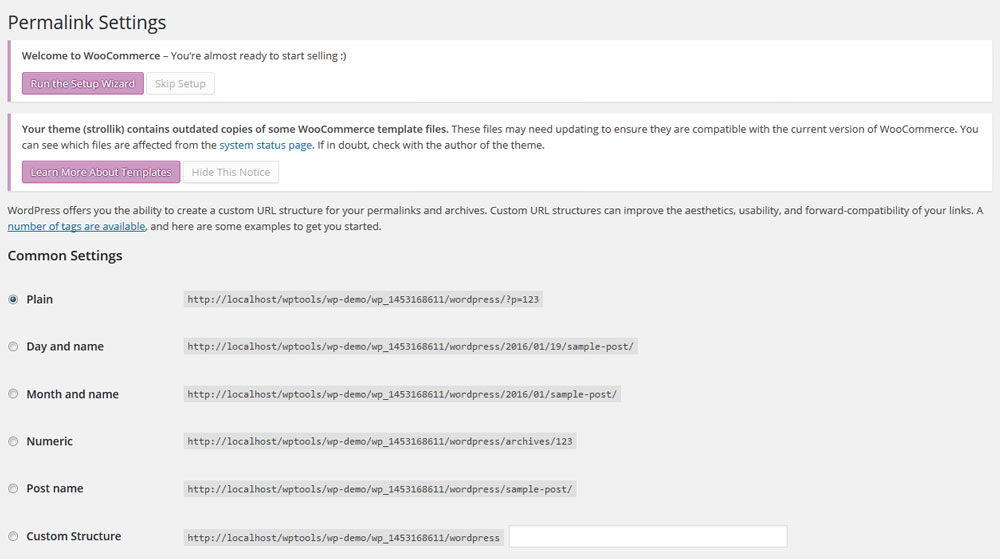 Permalink Settings
Welcome to WooCommerce – You're almost ready to start selling :)
Run the Setup Wizard Skip Setup
Your theme (strollik) contains outdated copies of some WooCommerce template files. These files may need updating to ensure they are compatible with the current version of WooCommerce. You
can see which files are affected from the system status page. If in doubt, check with the author of the theme.
Learn More About Templates Hide This Notice
WordPress offers you the ability to create a custom URL structure for your permalinks and archives. Custom URL structures can improve the aesthetics, usability, and forward-compatibility of your links. A
number of tags are available, and here are some examples to get you started.
Common Settings
Plain http://localhost/wptools/wp-demo/wp_1453168611/wordpress/?p=123
Day and name http://localhost/wptools/wp-demo/wp_1453168611/wordpress/2016/01/19/sample-post/
Month and name http://localhost/wptools/wp-demo/wp_1453168611/wordpress/2016/01/sample-post/
Numeric http://localhost/wptools/wp-demo/wp_1453168611/wordpress/archives/123
Post name http://localhost/wptools/wp-demo/wp_1453168611/wordpress/sample-post/
Custom Structure http://localhost/wptools/wp-demo/wp_1453168611/wordpress